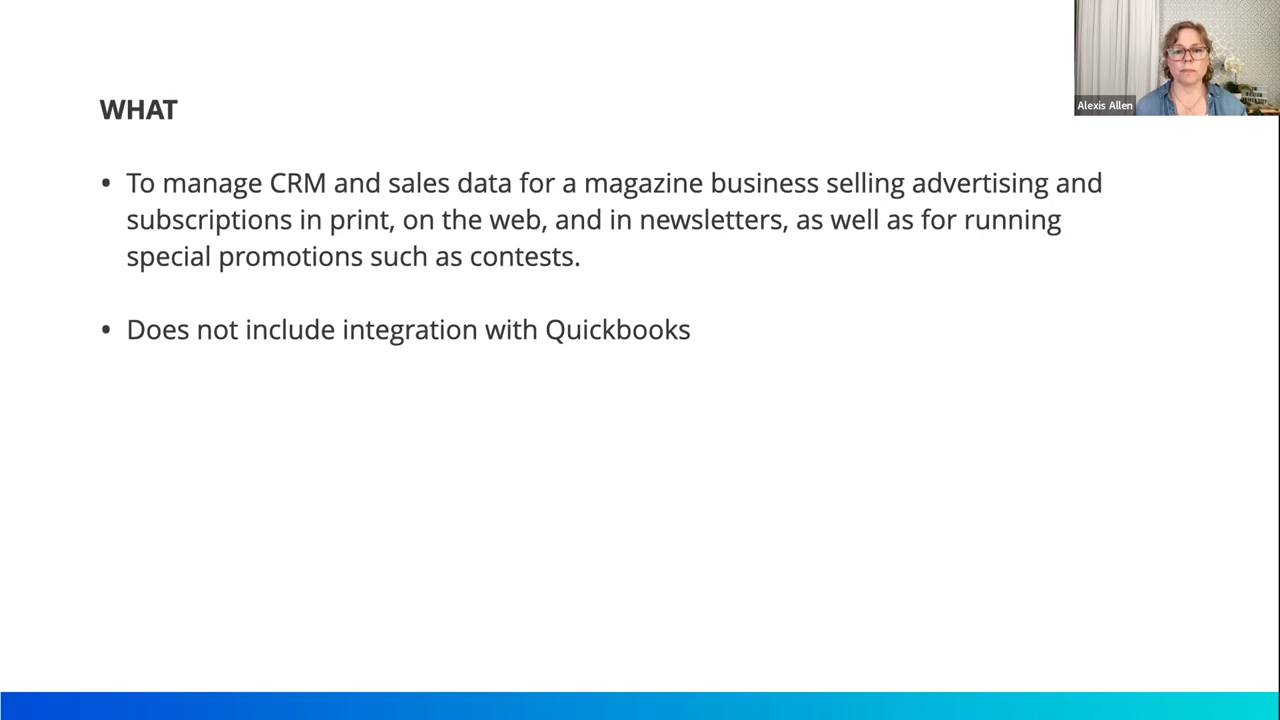 Alexis Allen
WHAT
• To manage CRM and sales data for a magazine business selling advertising and
subscriptions in print, on the web, and in newsletters, as well as for running
special promotions such as contests.
• Does not include integration with Quickbooks